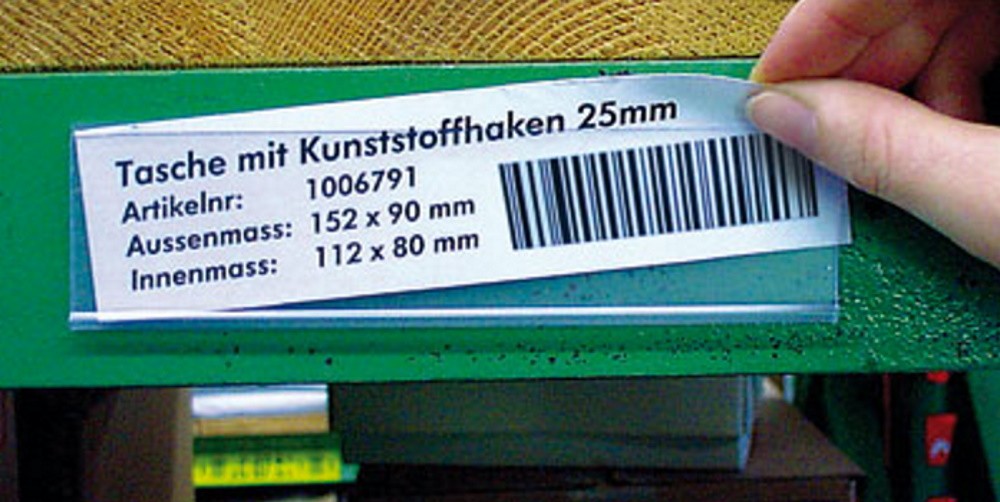 Tasche mit Kunststoffhaken 25mm
Artikelnr: 1006791
Aussenmass: 152 x 90 mm
Innenmass: 112 x 80 mm